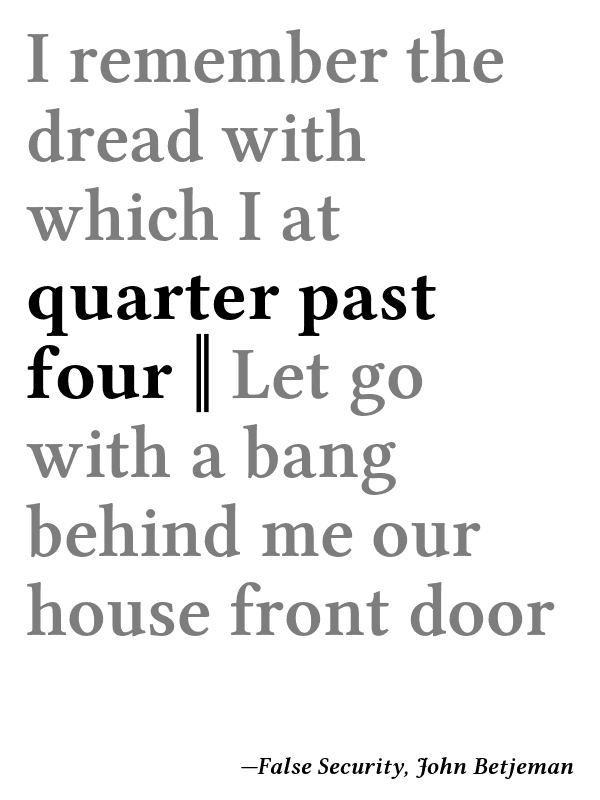 I remember the
dread with
which I at
quarter past
four ‖ Let go
with a bang
behind me our
house front door
—False Security, John Betjeman